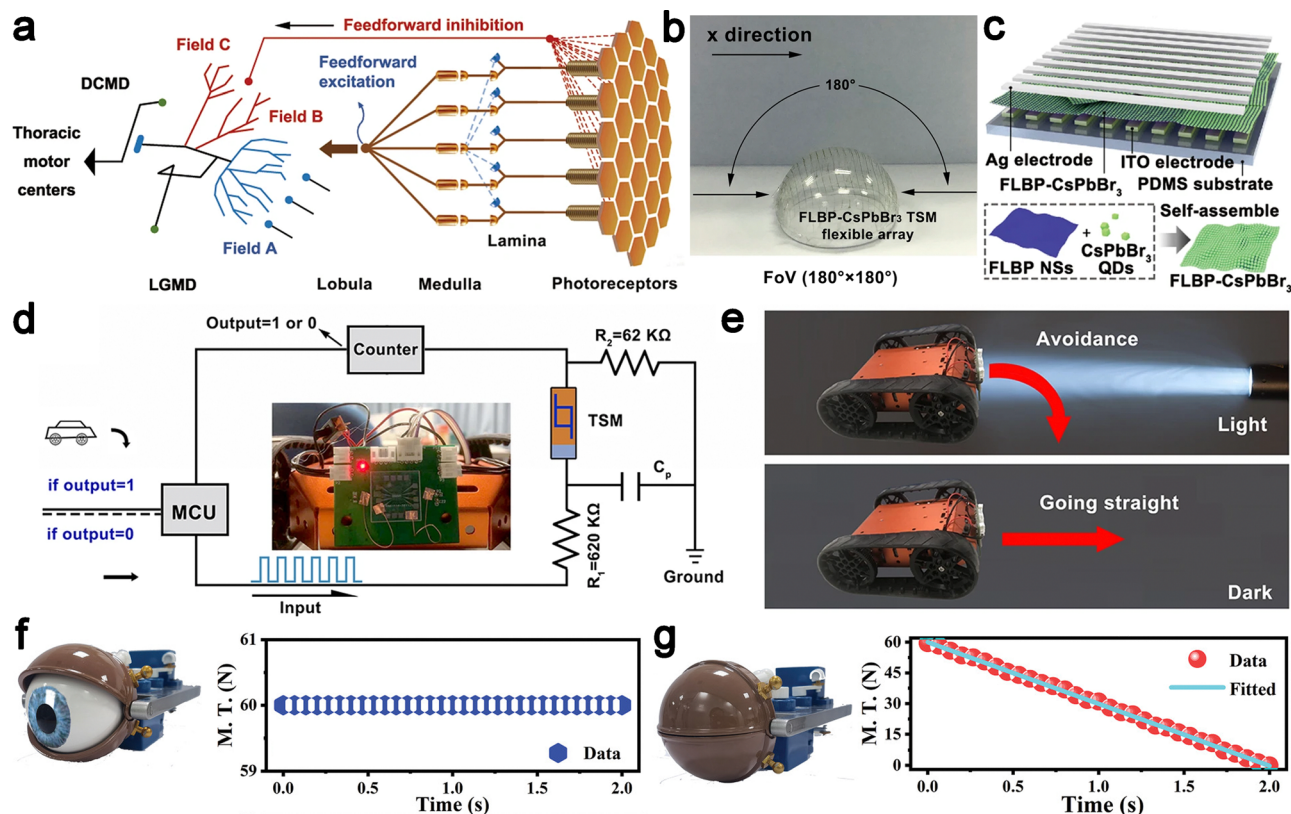 a
Feedforward inihibition
Field C
Feedforward
excitation
DCMD
Field B
Thoracic
motor
centers
Field A
Lamina
LGMD
Lobula
Medulla
Photoreceptors
b
x direction
180°
FLBP-CsPbBr₃ TSM
flexible array
FoV (180°×180°)
c
Ag electrode
ITO electrode
FLBP-CsPbBr₃
PDMS substrate
Self-assemble
+
FLBP NSs
CsPbBr₃
QDs
FLBP-CsPbBr₃
d
Output=1 or 0
Counter
R₂=62 KΩ
TSM
Cₚ
if output=1
MCU
if output=0
R₁=620 KΩ
Input
Ground
e
Avoidance
Light
Going straight
Dark
f
61
60
59
M. T. (N)
Data
0.0 0.5 1.0 1.5 2.0
Time (s)
g
60
45
30
15
0
M. T. (N)
Data
Fitted
0.0 0.5 1.0 1.5 2.0
Time (s)